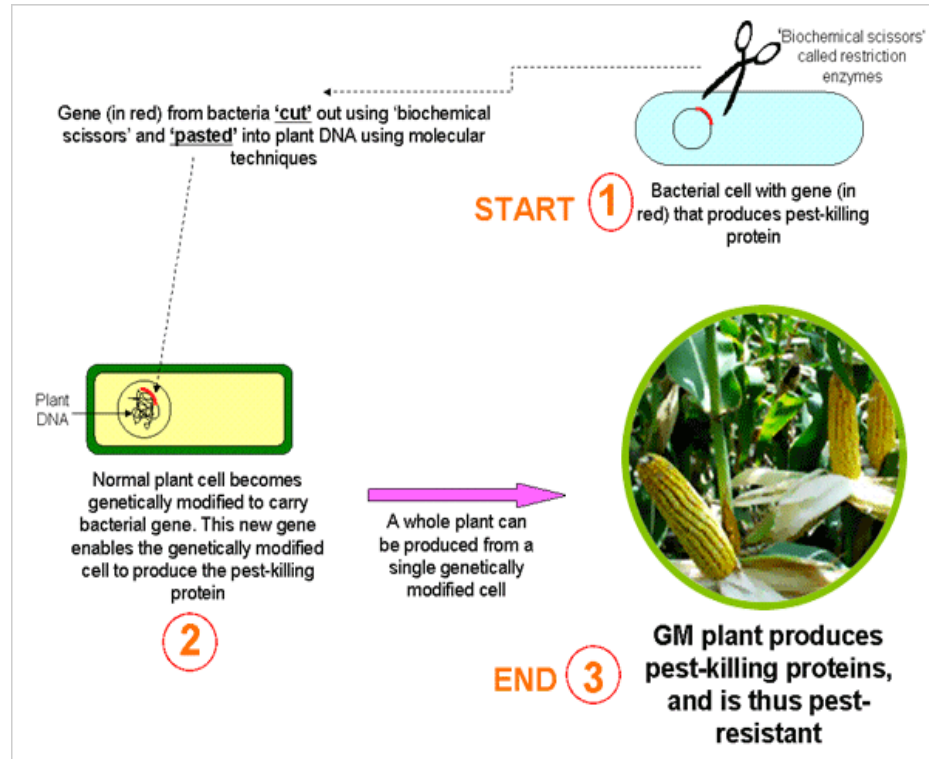 'Biochemical scissors'
called restriction
enzymes
Gene (in red) from bacteria 'cut' out using 'biochemical
scissors' and 'pasted' into plant DNA using molecular
techniques
START 1
Bacterial cell with gene (in
red) that produces pest-killing
protein
Plant
DNA
Normal plant cell becomes
genetically modified to carry
bacterial gene. This new gene
enables the genetically modified
cell to produce the pest-killing
protein
2
A whole plant can
be produced from a
single genetically
modified cell
END 3
GM plant produces
pest-killing proteins,
and is thus pest-
resistant